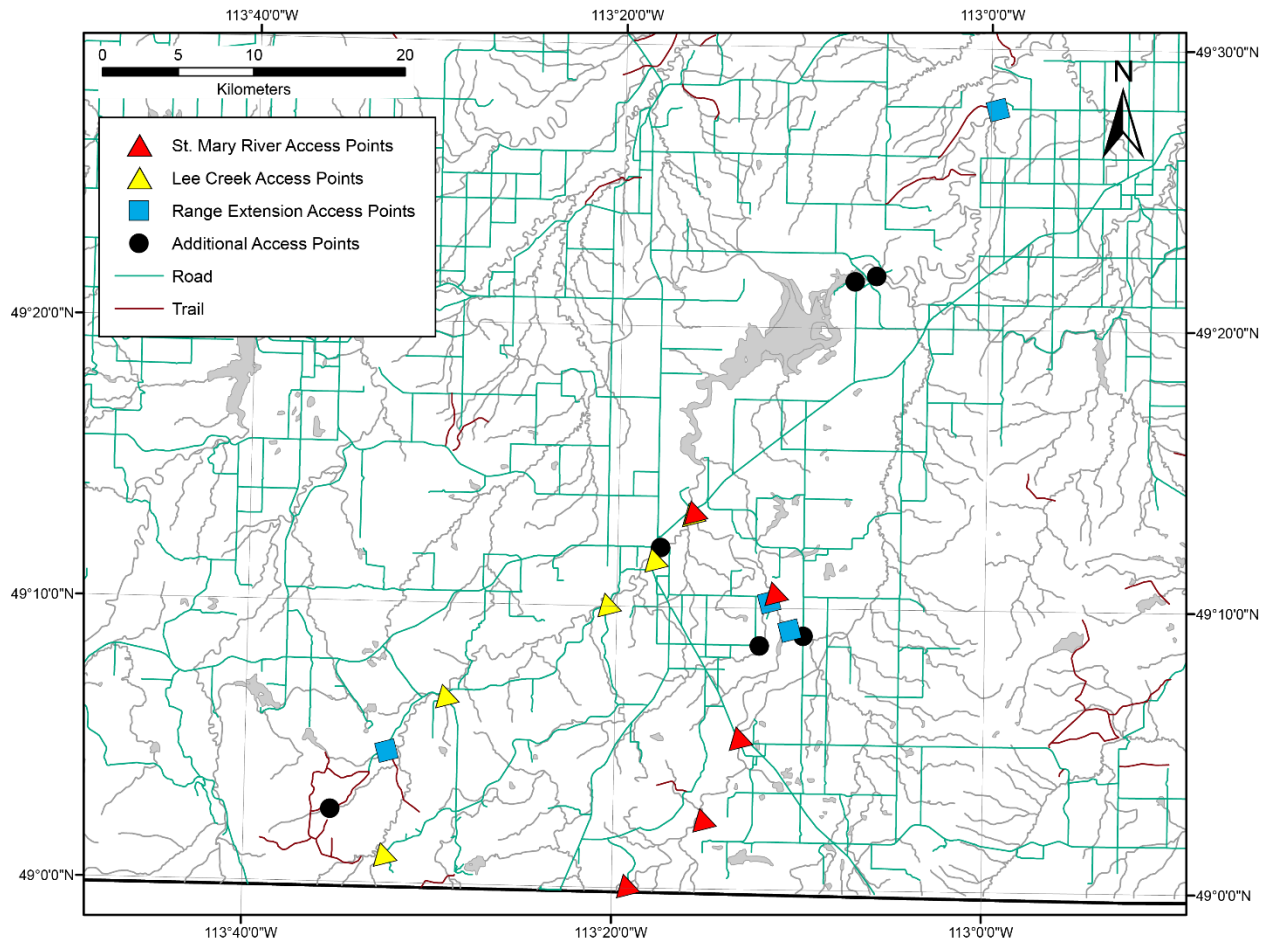 113°40'0"W 113°20'0"W 113°0'0"W
0 5 10 20
Kilometers
49°30'0"N
N
St. Mary River Access Points
Lee Creek Access Points
Range Extension Access Points
Additional Access Points
Road
Trail
49°20'0"N 49°20'0"N
49°10'0"N 49°10'0"N
49°0'0"N 49°0'0"N
113°40'0"W 113°20'0"W 113°0'0"W